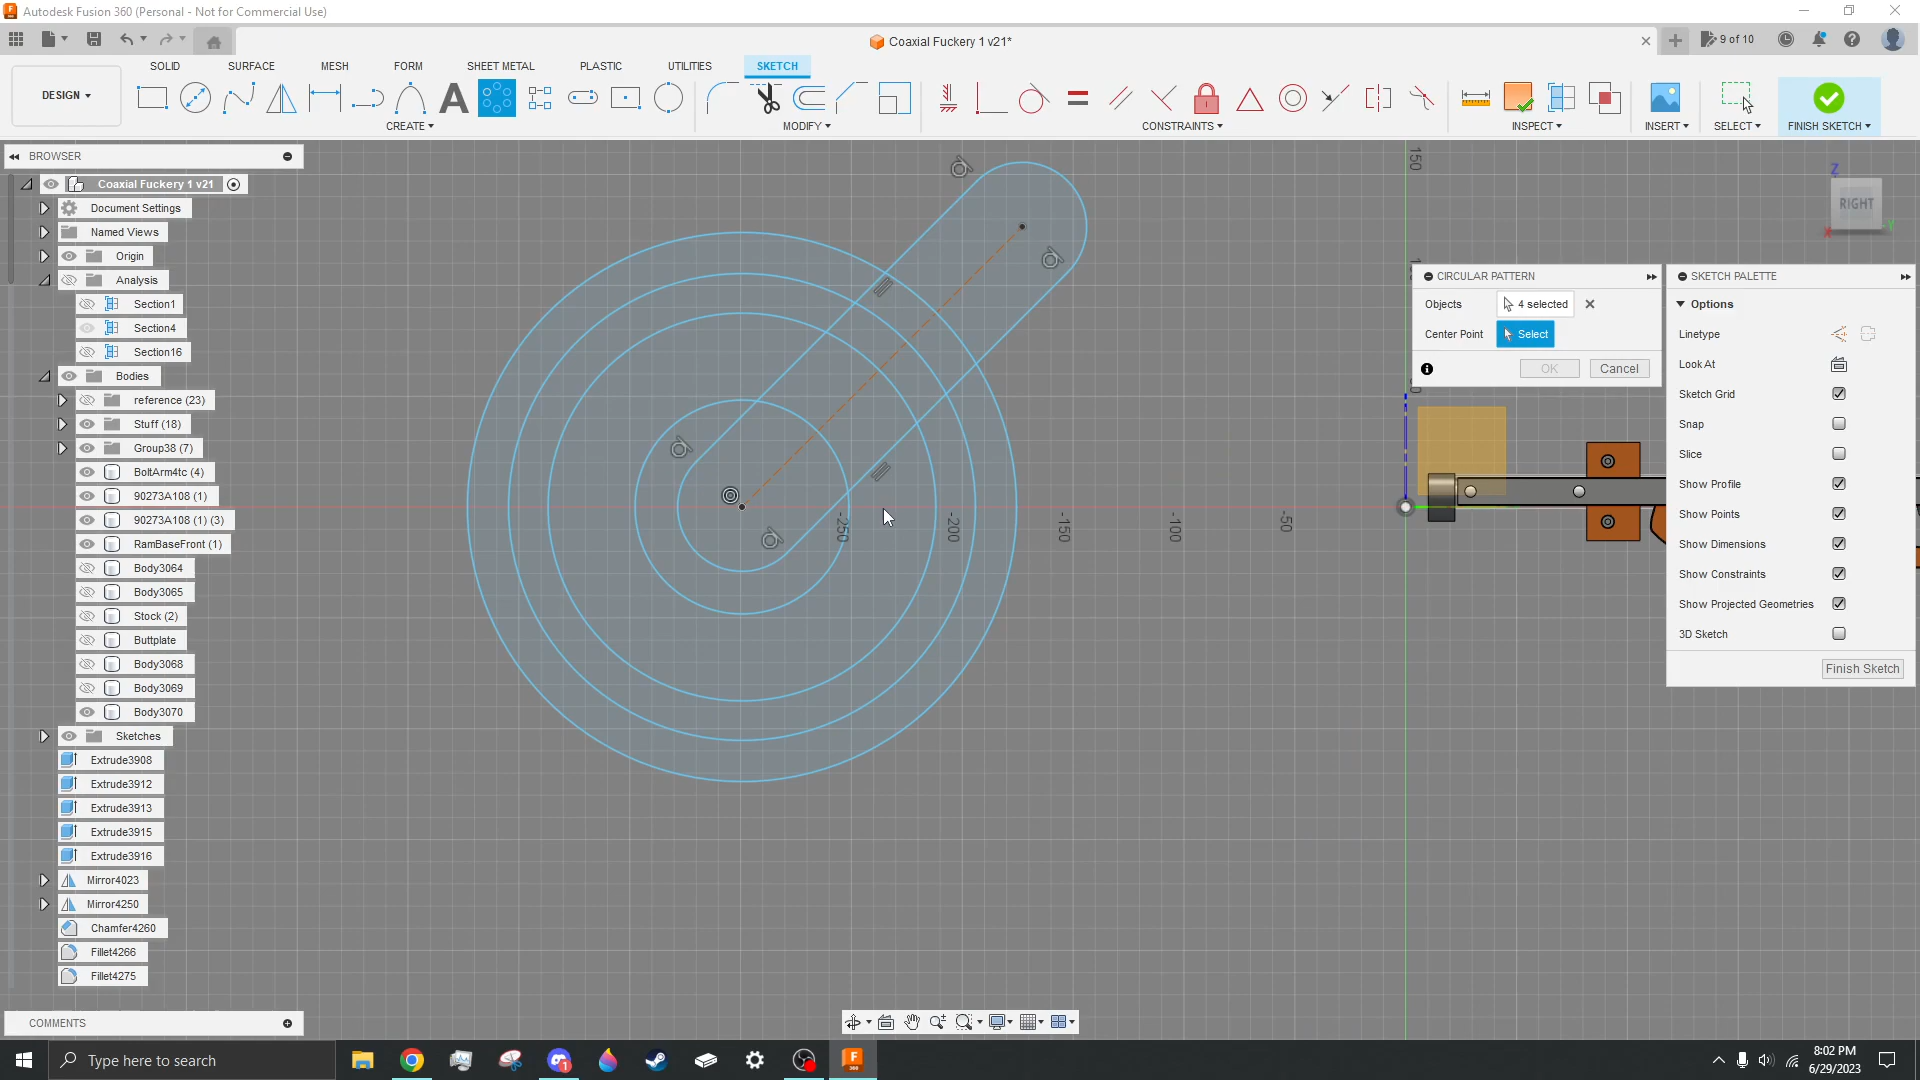 Autodesk Fusion 360 (Personal - Not for Commercial Use)
Coaxial Fuckery 1 v21*
9 of 10
DESIGN
SOLID
SURFACE
MESH
FORM
SHEET METAL
PLASTIC
UTILITIES
SKETCH
CREATE
MODIFY
CONSTRAINTS
INSPECT
INSERT
SELECT
FINISH SKETCH
BROWSER
Coaxial Fuckery 1 v21
Document Settings
Named Views
Origin
Analysis
Section1
Section4
Section16
Bodies
reference (23)
Stuff (18)
Group38 (7)
BoltArm4tc (4)
90273A108 (1)
90273A108 (1) (3)
RamBaseFront (1)
Body3064
Body3065
Stock (2)
Buttplate
Body3068
Body3069
Body3070
Sketches
Extrude3908
Extrude3912
Extrude3913
Extrude3915
Extrude3916
Mirror4023
Mirror4250
Chamfer4260
Fillet4266
Fillet4275
COMMENTS
-250
-200
-150
-100
-50
150
Z
RIGHT
X
Y
CIRCULAR PATTERN
Objects
4 selected
Center Point
Select
OK
Cancel
SKETCH PALETTE
Options
Linetype
Look At
Sketch Grid
Snap
Slice
Show Profile
Show Points
Show Dimensions
Show Constraints
Show Projected Geometries
3D Sketch
Finish Sketch
Type here to search
8:02 PM
6/29/2023